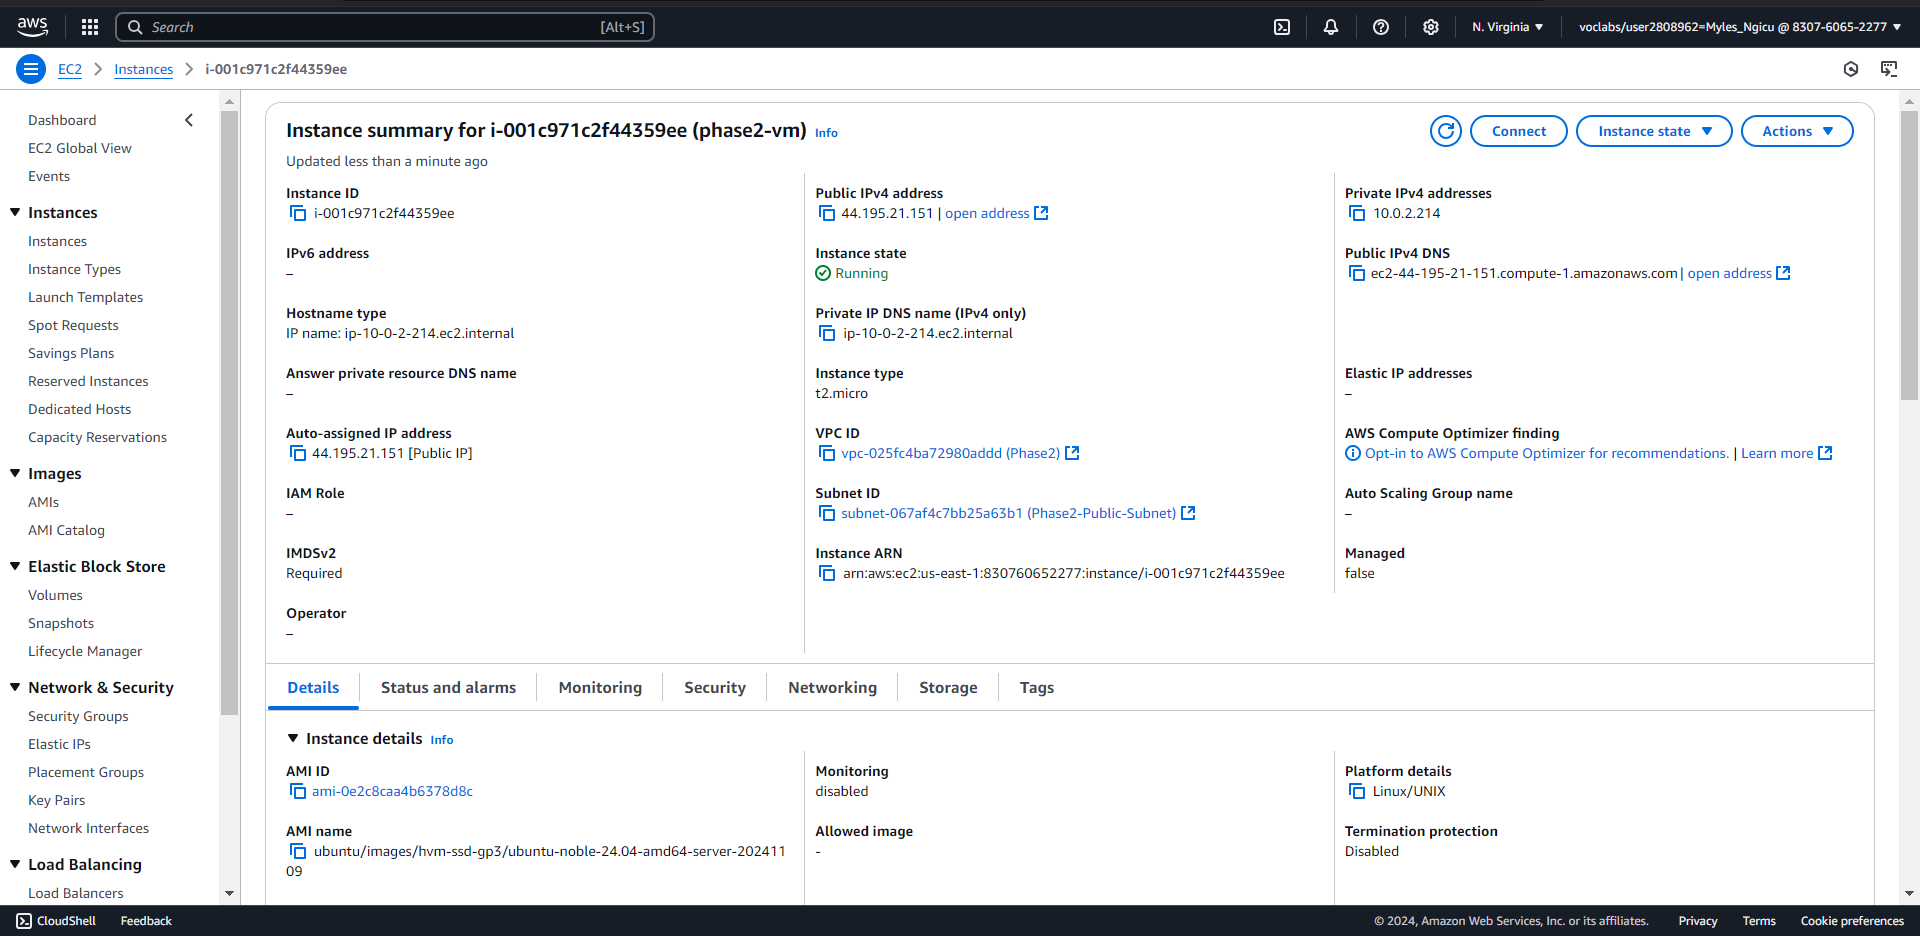 aws
Search [Alt+S]
N. Virginia
voclabs/user2808962=Myles_Ngicu @ 8307-6065-2277
EC2
Instances
i-001c971c2f44359ee
Dashboard
EC2 Global View
Events
Instances
Instances
Instance Types
Launch Templates
Spot Requests
Savings Plans
Reserved Instances
Dedicated Hosts
Capacity Reservations
Images
AMIs
AMI Catalog
Elastic Block Store
Volumes
Snapshots
Lifecycle Manager
Network & Security
Security Groups
Elastic IPs
Placement Groups
Key Pairs
Network Interfaces
Load Balancing
Load Balancers
Instance summary for i-001c971c2f44359ee (phase2-vm) Info
Updated less than a minute ago
Connect
Instance state
Actions
Instance ID
i-001c971c2f44359ee
Public IPv4 address
44.195.21.151 | open address
Private IPv4 addresses
10.0.2.214
IPv6 address
–
Instance state
Running
Public IPv4 DNS
ec2-44-195-21-151.compute-1.amazonaws.com | open address
Hostname type
IP name: ip-10-0-2-214.ec2.internal
Private IP DNS name (IPv4 only)
ip-10-0-2-214.ec2.internal
Answer private resource DNS name
–
Instance type
t2.micro
Elastic IP addresses
–
Auto-assigned IP address
44.195.21.151 [Public IP]
VPC ID
vpc-025fc4ba72980addd (Phase2)
AWS Compute Optimizer finding
Opt-in to AWS Compute Optimizer for recommendations. | Learn more
IAM Role
–
Subnet ID
subnet-067af4c7bb25a63b1 (Phase2-Public-Subnet)
Auto Scaling Group name
–
IMDSv2
Required
Instance ARN
arn:aws:ec2:us-east-1:830760652277:instance/i-001c971c2f44359ee
Managed
false
Operator
–
Details
Status and alarms
Monitoring
Security
Networking
Storage
Tags
Instance details Info
AMI ID
ami-0e2c8caa4b6378d8c
Monitoring
disabled
Platform details
Linux/UNIX
AMI name
ubuntu/images/hvm-ssd-gp3/ubuntu-noble-24.04-amd64-server-202411
09
Allowed image
-
Termination protection
Disabled
CloudShell
Feedback
© 2024, Amazon Web Services, Inc. or its affiliates.
Privacy
Terms
Cookie preferences